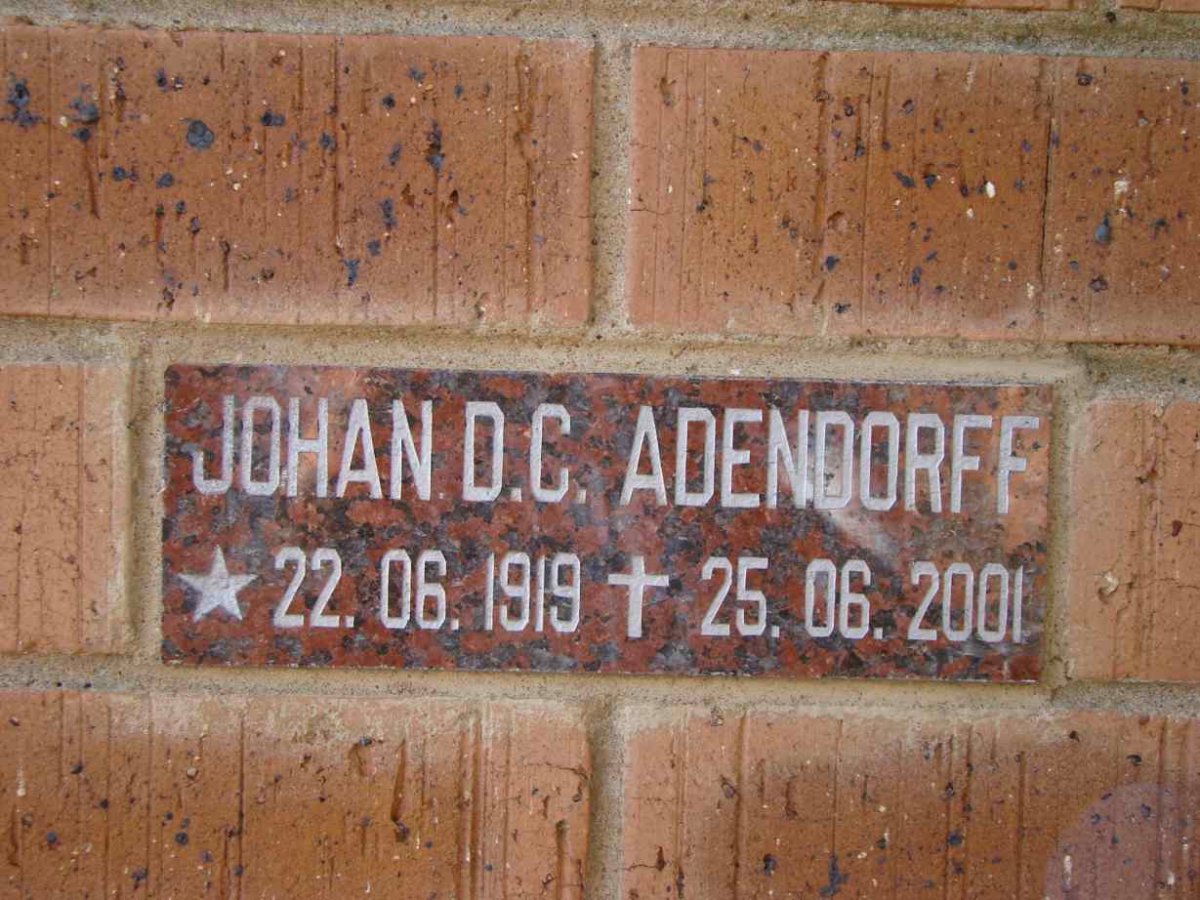 JOHAN D.C. ADENDORFF
★ 22. 06. 1919 ✝ 25. 06. 2001